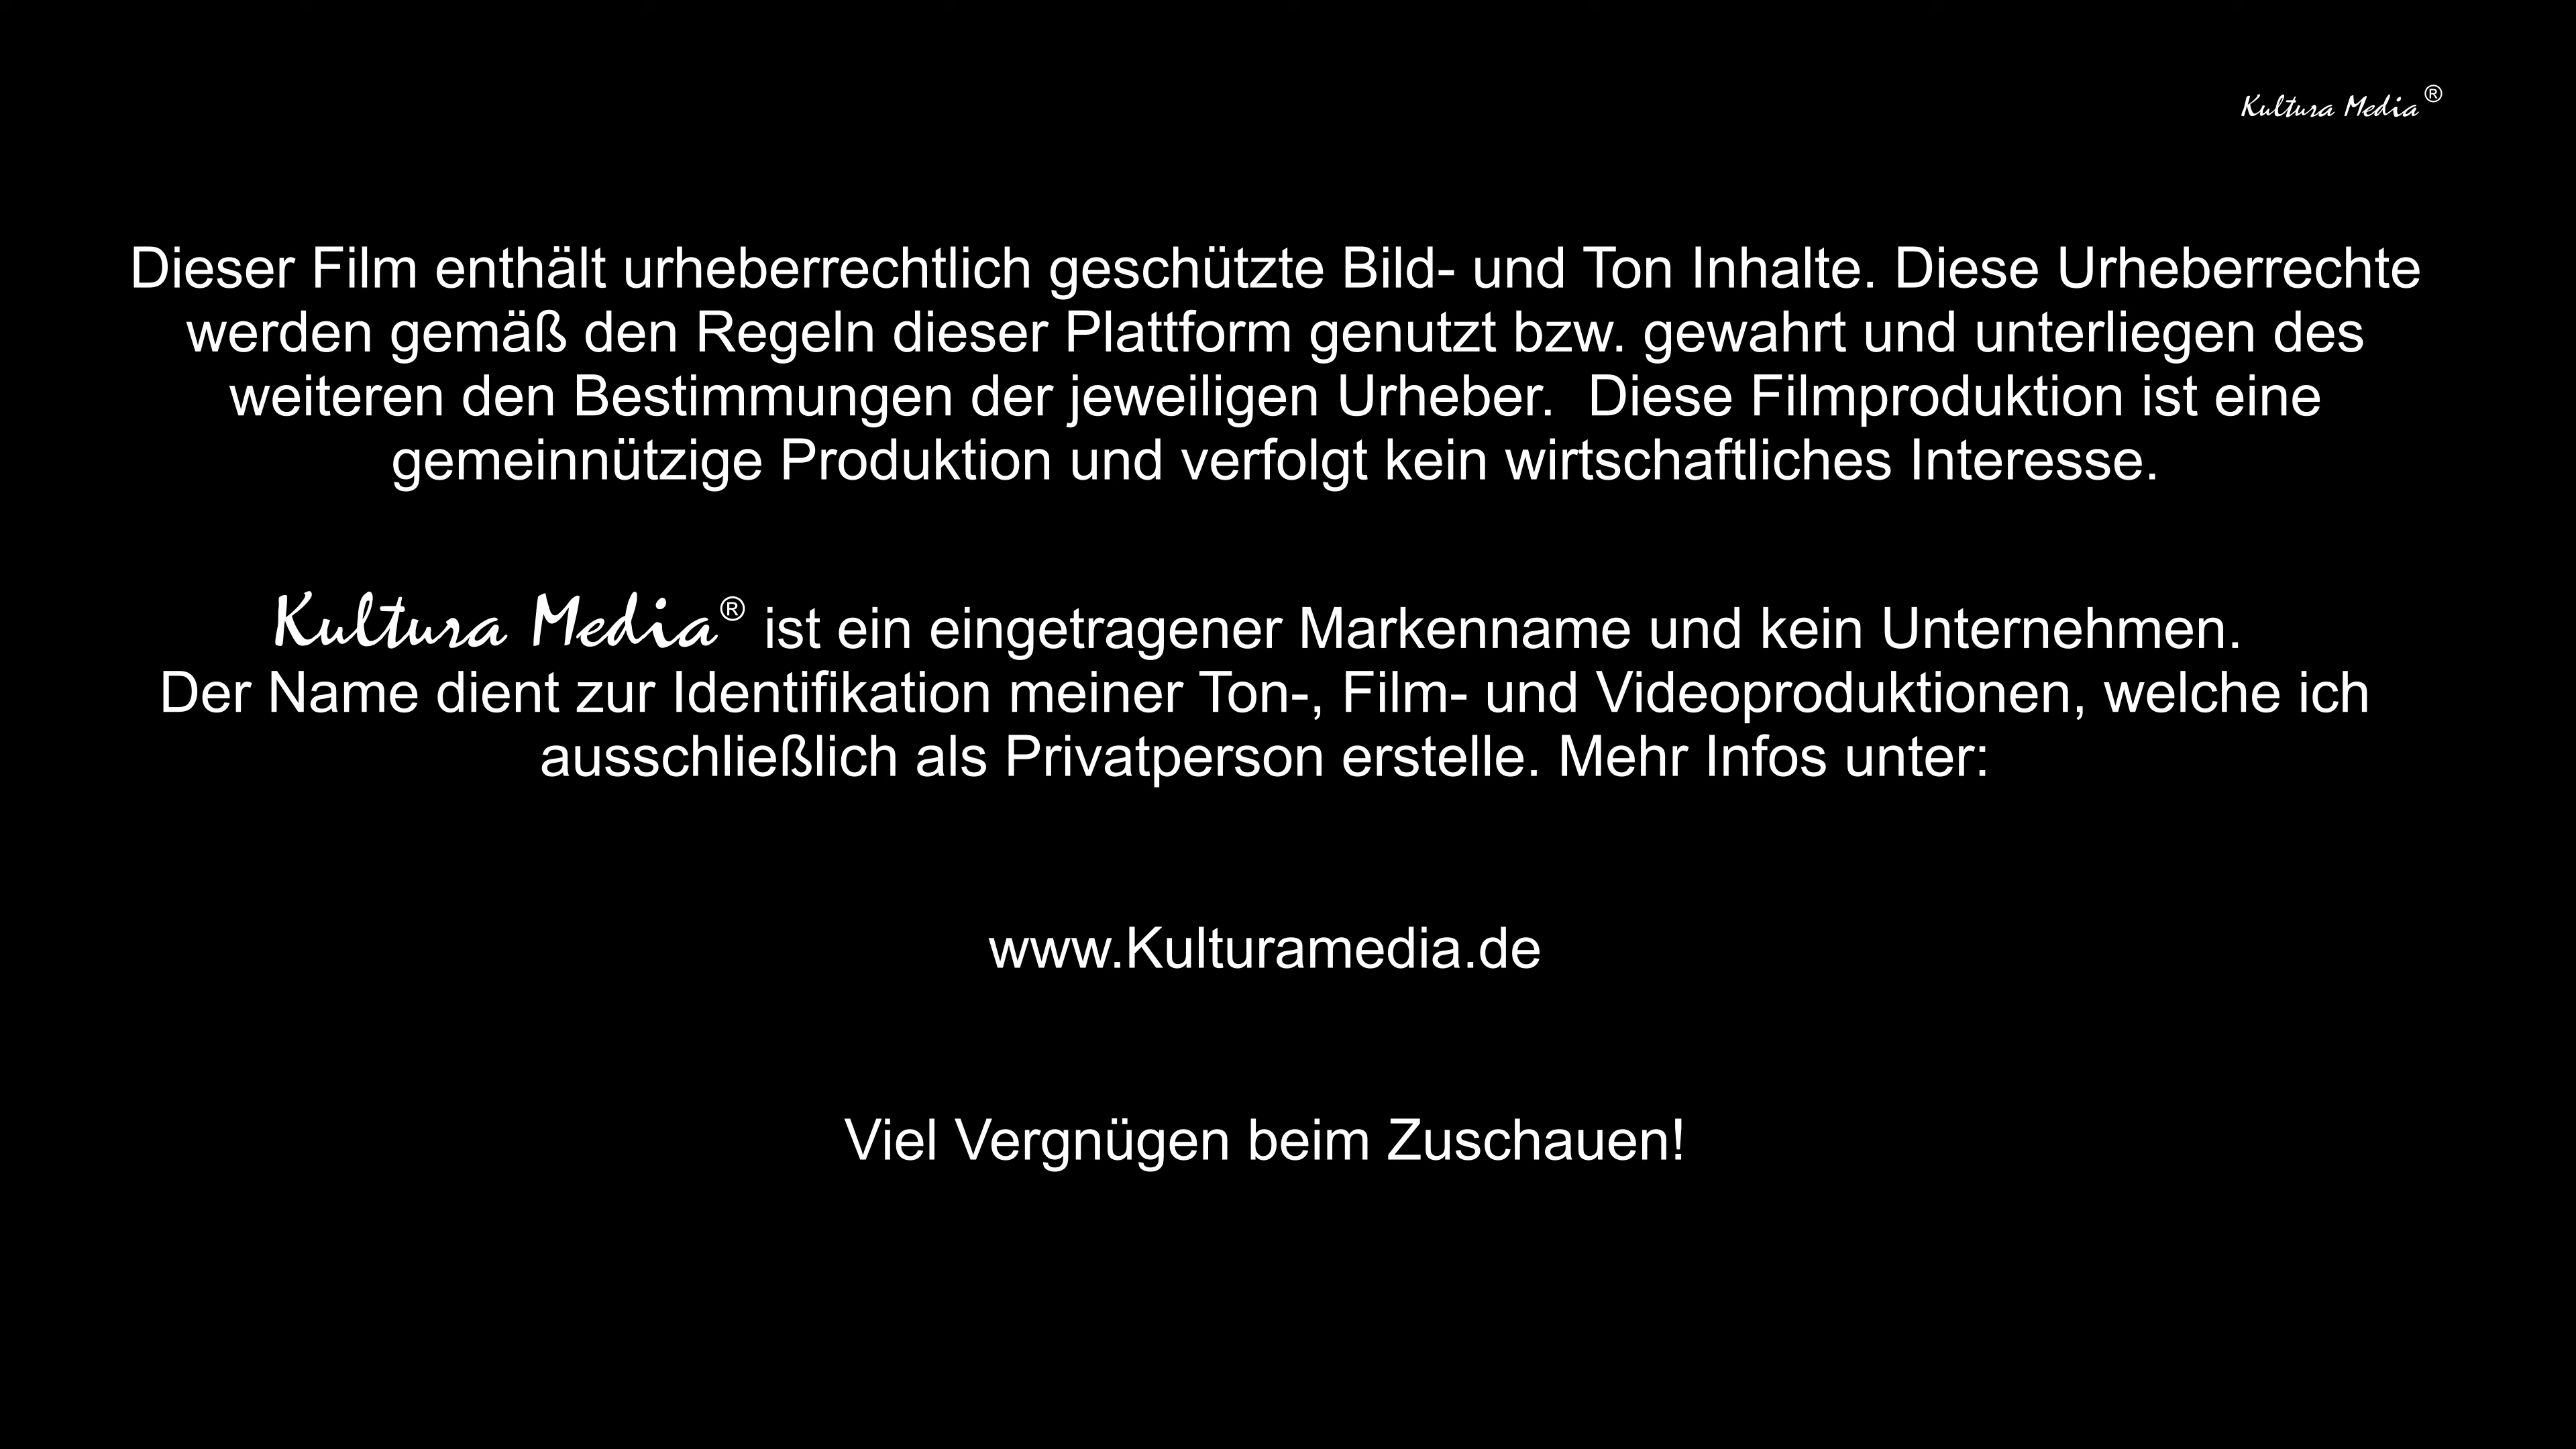 Kultura Media®
Dieser Film enthält urheberrechtlich geschützte Bild- und Ton Inhalte. Diese Urheberrechte
werden gemäß den Regeln dieser Plattform genutzt bzw. gewahrt und unterliegen des
weiteren den Bestimmungen der jeweiligen Urheber.  Diese Filmproduktion ist eine
gemeinnützige Produktion und verfolgt kein wirtschaftliches Interesse.
Kultura Media® ist ein eingetragener Markenname und kein Unternehmen.
Der Name dient zur Identifikation meiner Ton-, Film- und Videoproduktionen, welche ich
ausschließlich als Privatperson erstelle. Mehr Infos unter:
www.Kulturamedia.de
Viel Vergnügen beim Zuschauen!